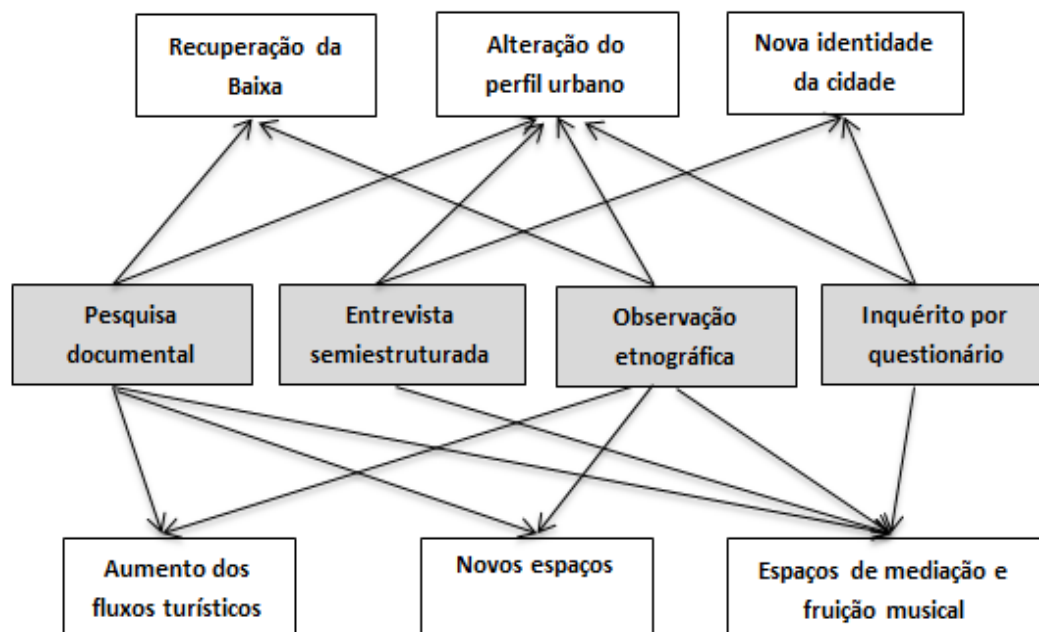 Recuperação da
Baixa
Alteração do
perfil urbano
Nova identidade
da cidade
Pesquisa
documental
Entrevista
semiestruturada
Observação
etnográfica
Inquérito por
questionário
Aumento dos
fluxos turísticos
Novos espaços
Espaços de mediação e
fruição musical